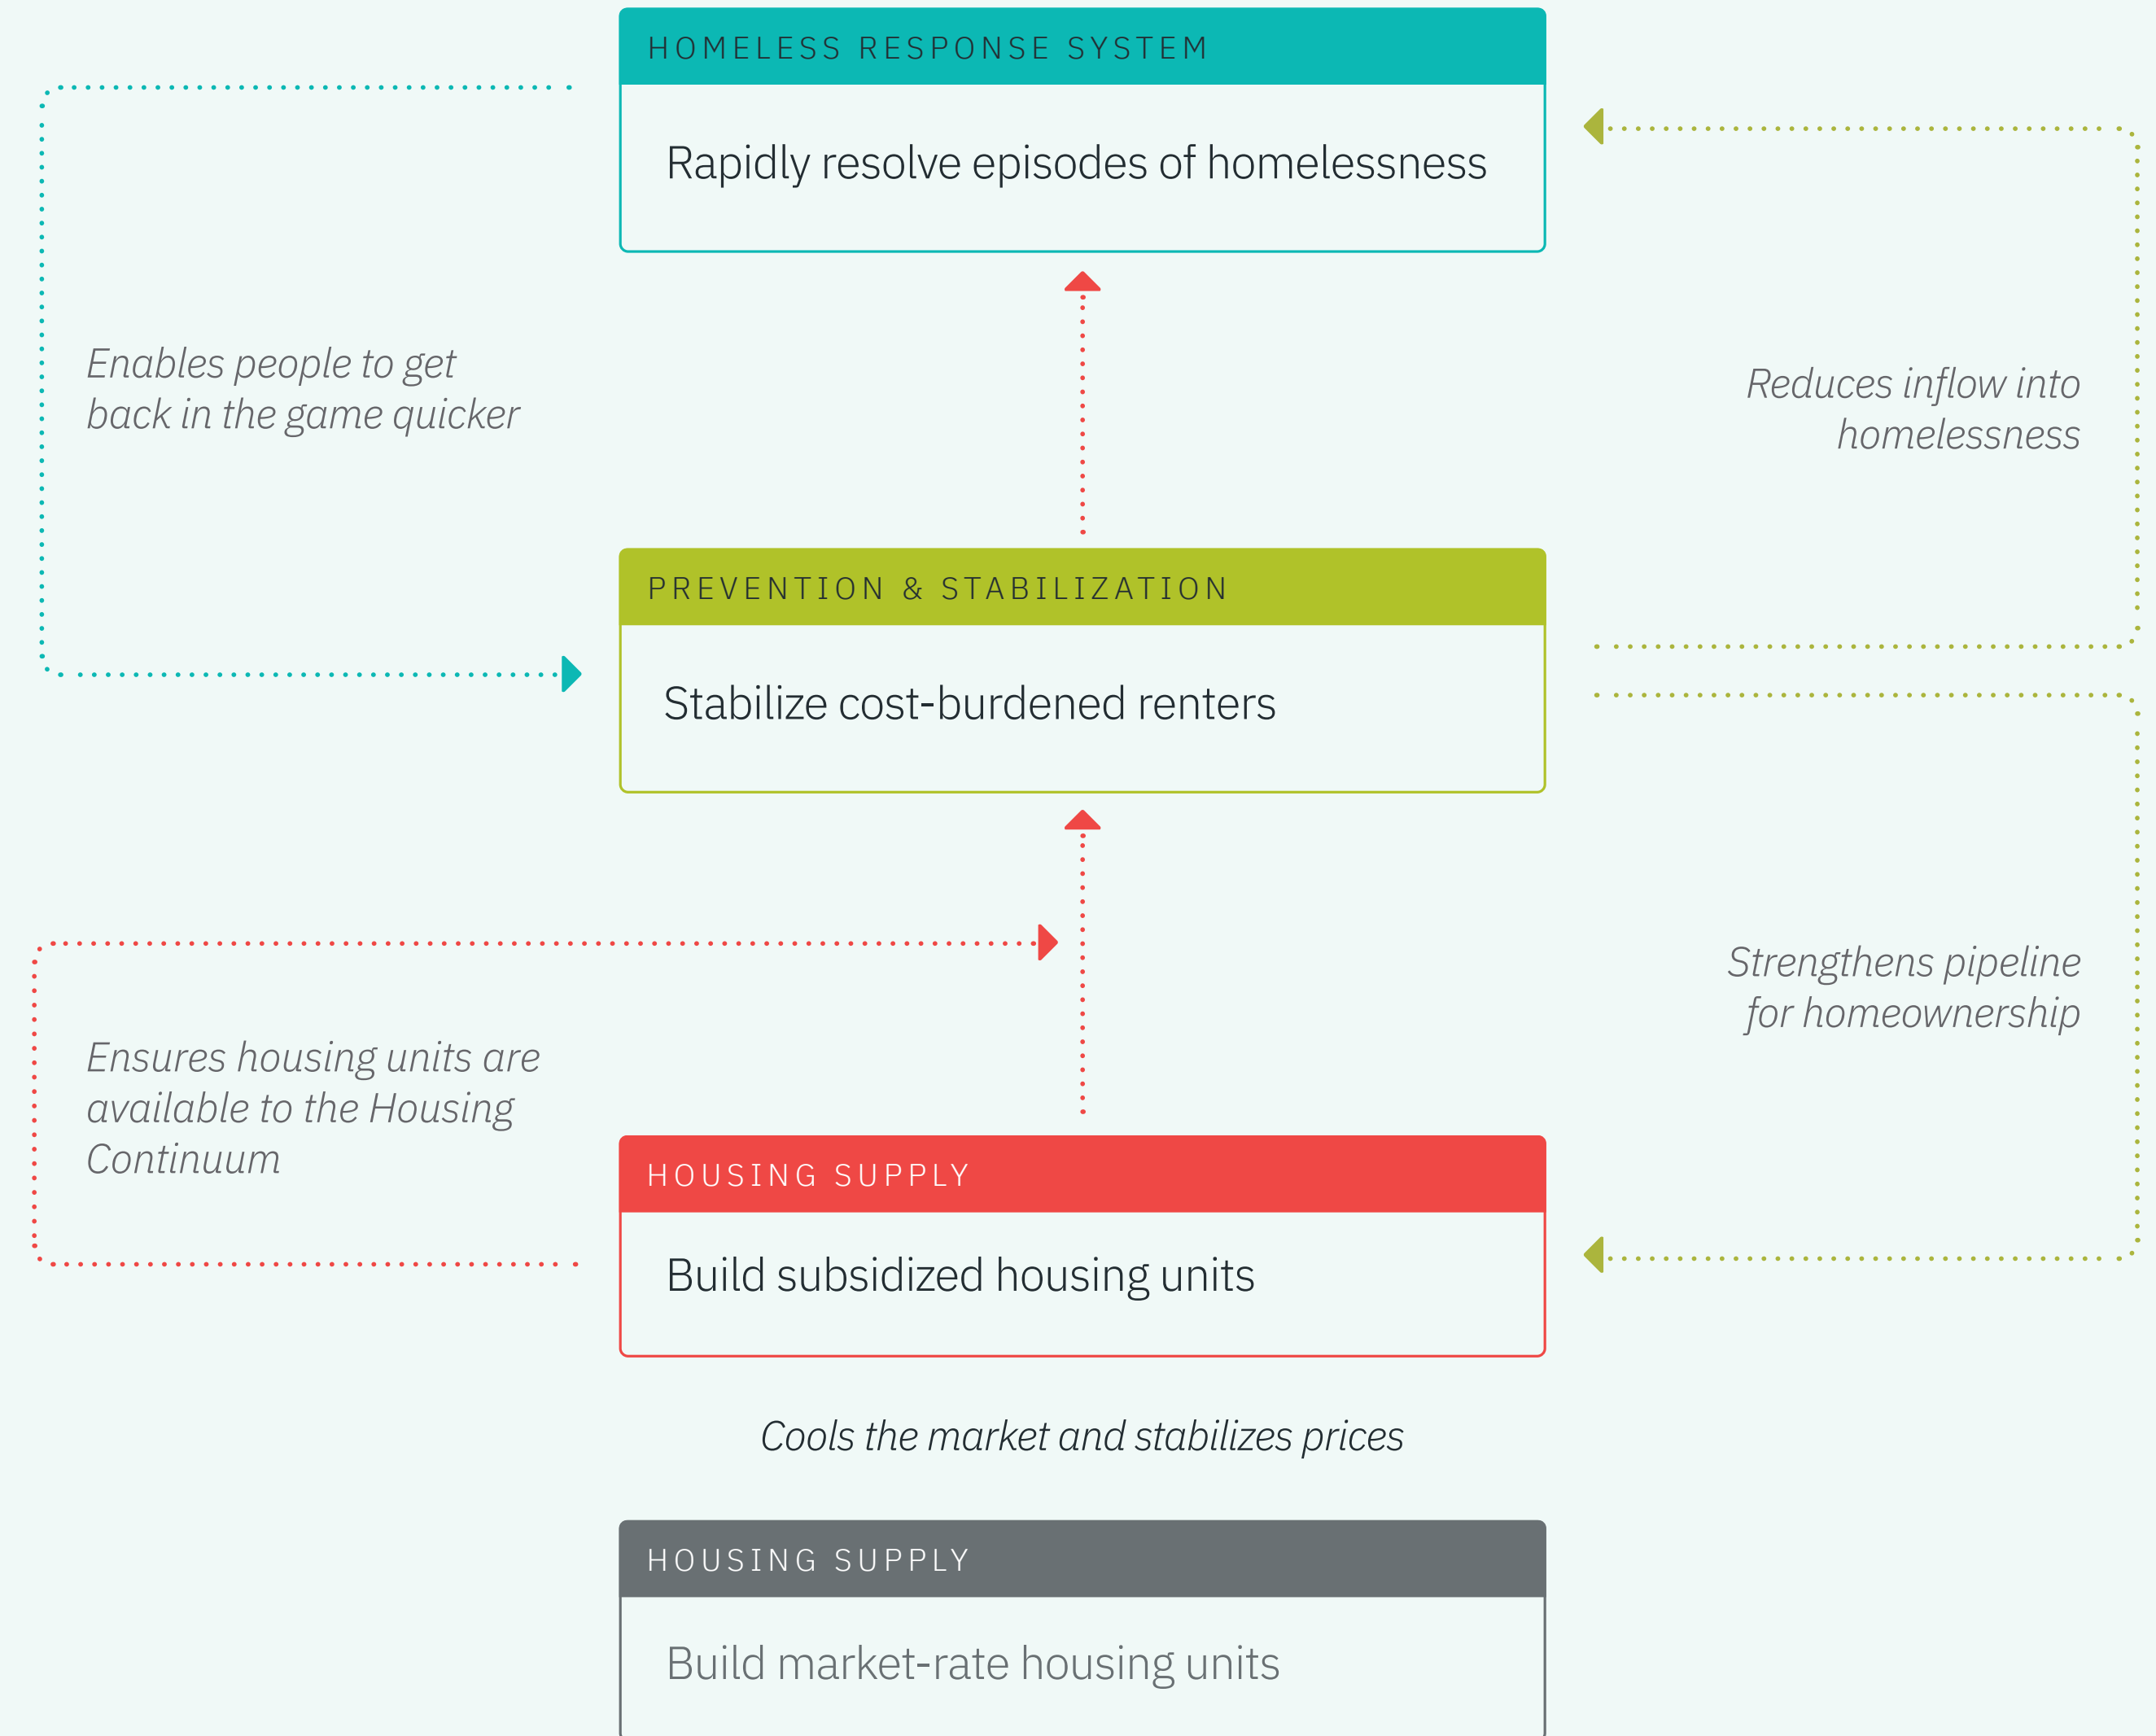 HOMELESS RESPONSE SYSTEM
Rapidly resolve episodes of homelessness
Enables people to get
back in the game quicker
Reduces inflow into
homelessness
PREVENTION & STABILIZATION
Stabilize cost-burdened renters
Strengthens pipeline
for homeownership
Ensures housing units are
available to the Housing
Continuum
HOUSING SUPPLY
Build subsidized housing units
Cools the market and stabilizes prices
HOUSING SUPPLY
Build market-rate housing units